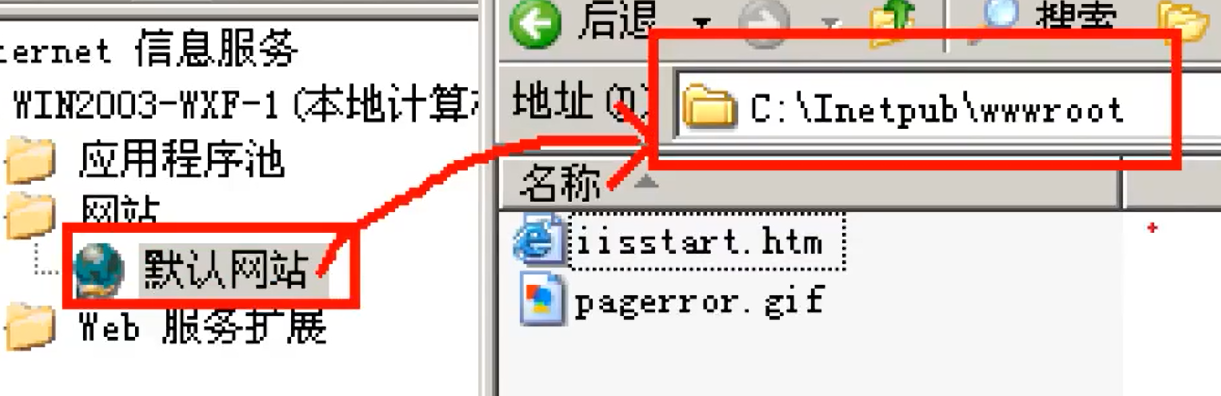 ternet 信息服务
WIN2003-WXF-1(本地计算
应用程序池
网站
默认网站
Web 服务扩展
后退
搜索
地址(D)
C:\Inetpub\wwwroot
名称
iisstart.htm
pagerror.gif